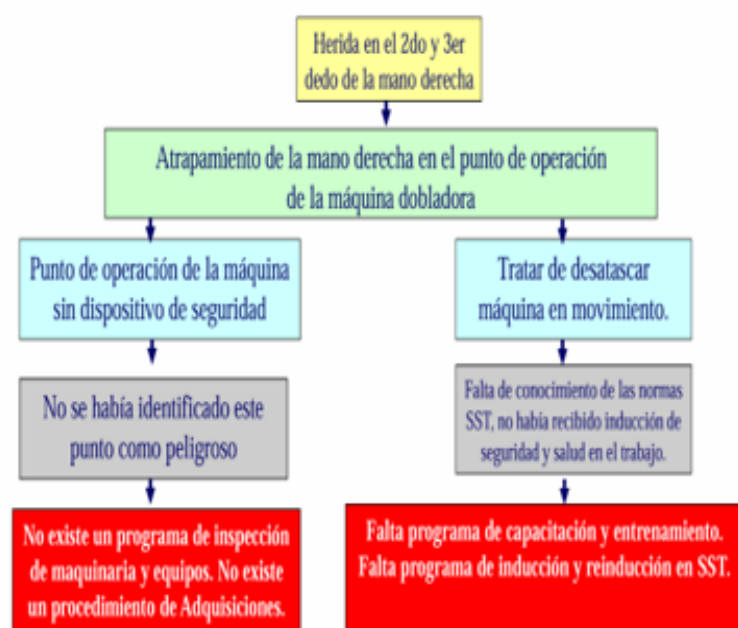 Herida en el 2do y 3er
dedo de la mano derecha
Atrapamiento de la mano derecha en el punto de operación
de la máquina dobladora
Punto de operación de la máquina
sin dispositivo de seguridad
Tratar de desatascar
máquina en movimiento.
No se había identificado este
punto como peligroso
Falta de conocimiento de las normas
SST, no había recibido inducción de
seguridad y salud en el trabajo.
No existe un programa de inspección
de maquinaria y equipos. No existe
un procedimiento de Adquisiciones.
Falta programa de capacitación y entrenamiento.
Falta programa de inducción y reinducción en SST.